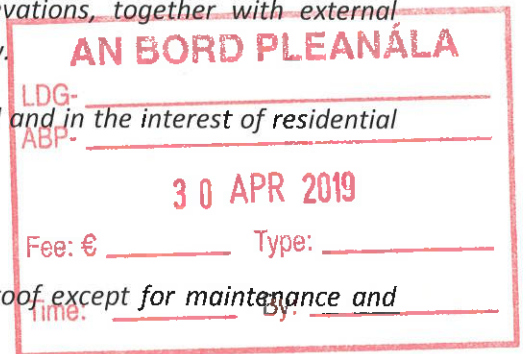 vations, together with external
AN BORD PLEANÁLA
LDG-
and in the interest of residential
ABP-
30 APR 2019
Fee: € Type:
oof except for maintenance and
Time: By: